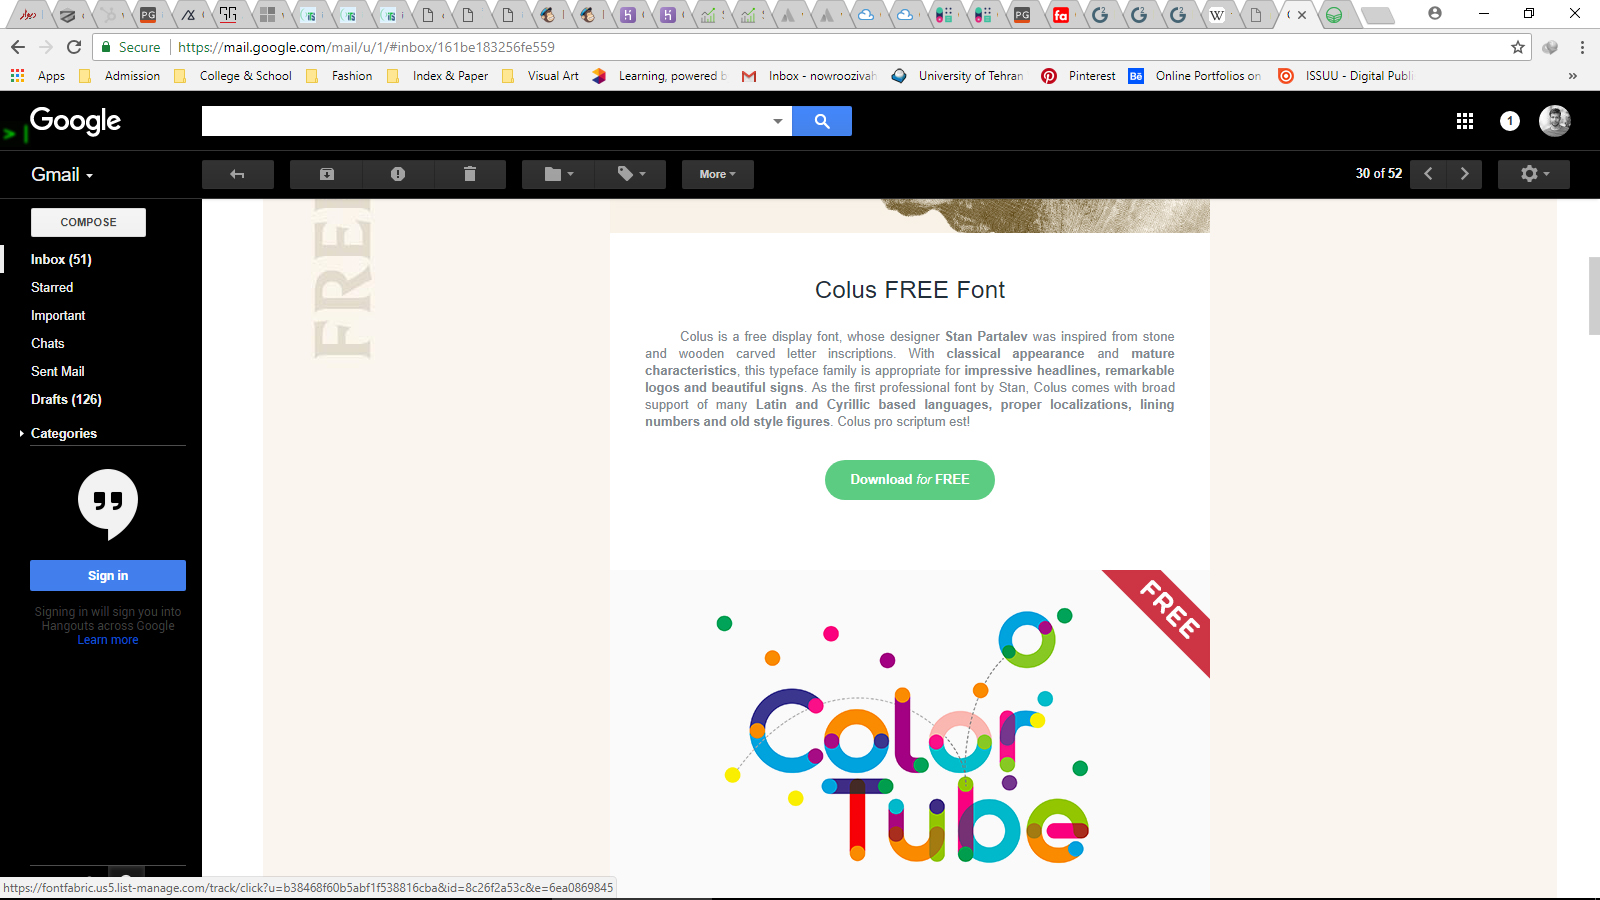 Secure
https://mail.google.com/mail/u/1/#inbox/161be183256fe559
Apps
Admission
College & School
Fashion
Index & Paper
Visual Art
Learning, powered b
Inbox - nowroozivah
University of Tehran
Pinterest
Bē
Online Portfolios on
ISSUU - Digital Publi
»
Google
1
Gmail
More
30 of 52
COMPOSE
Inbox (51)
Starred
Important
Chats
Sent Mail
Drafts (126)
Categories
Sign in
Signing in will sign you into
Hangouts across Google
Learn more
FRE
Colus FREE Font
Colus is a free display font, whose designer Stan Partalev was inspired from stone
and wooden carved letter inscriptions. With classical appearance and mature
characteristics, this typeface family is appropriate for impressive headlines, remarkable
logos and beautiful signs. As the first professional font by Stan, Colus comes with broad
support of many Latin and Cyrillic based languages, proper localizations, lining
numbers and old style figures. Colus pro scriptum est!
Download for FREE
FREE
Color
Tube
https://fontfabric.us5.list-manage.com/track/click?u=b38468f60b5abf1f538816cba&id=8c26f2a53c&e=6ea0869845